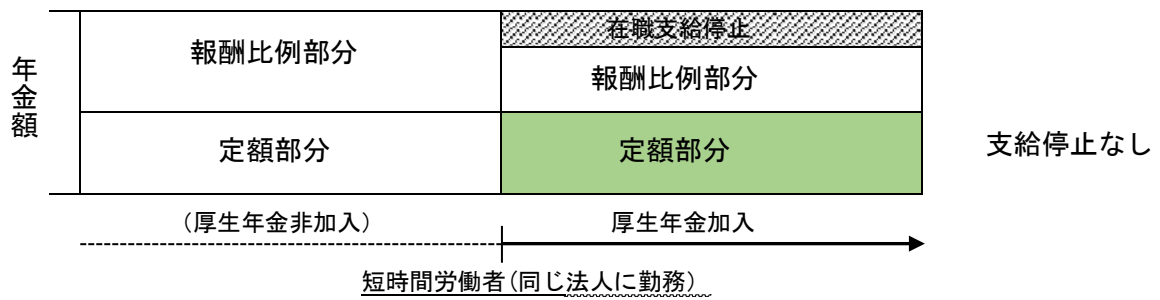 年金額
報酬比例部分
在職支給停止
報酬比例部分
定額部分
定額部分
支給停止なし
（厚生年金非加入）
厚生年金加入
短時間労働者（同じ法人に勤務）